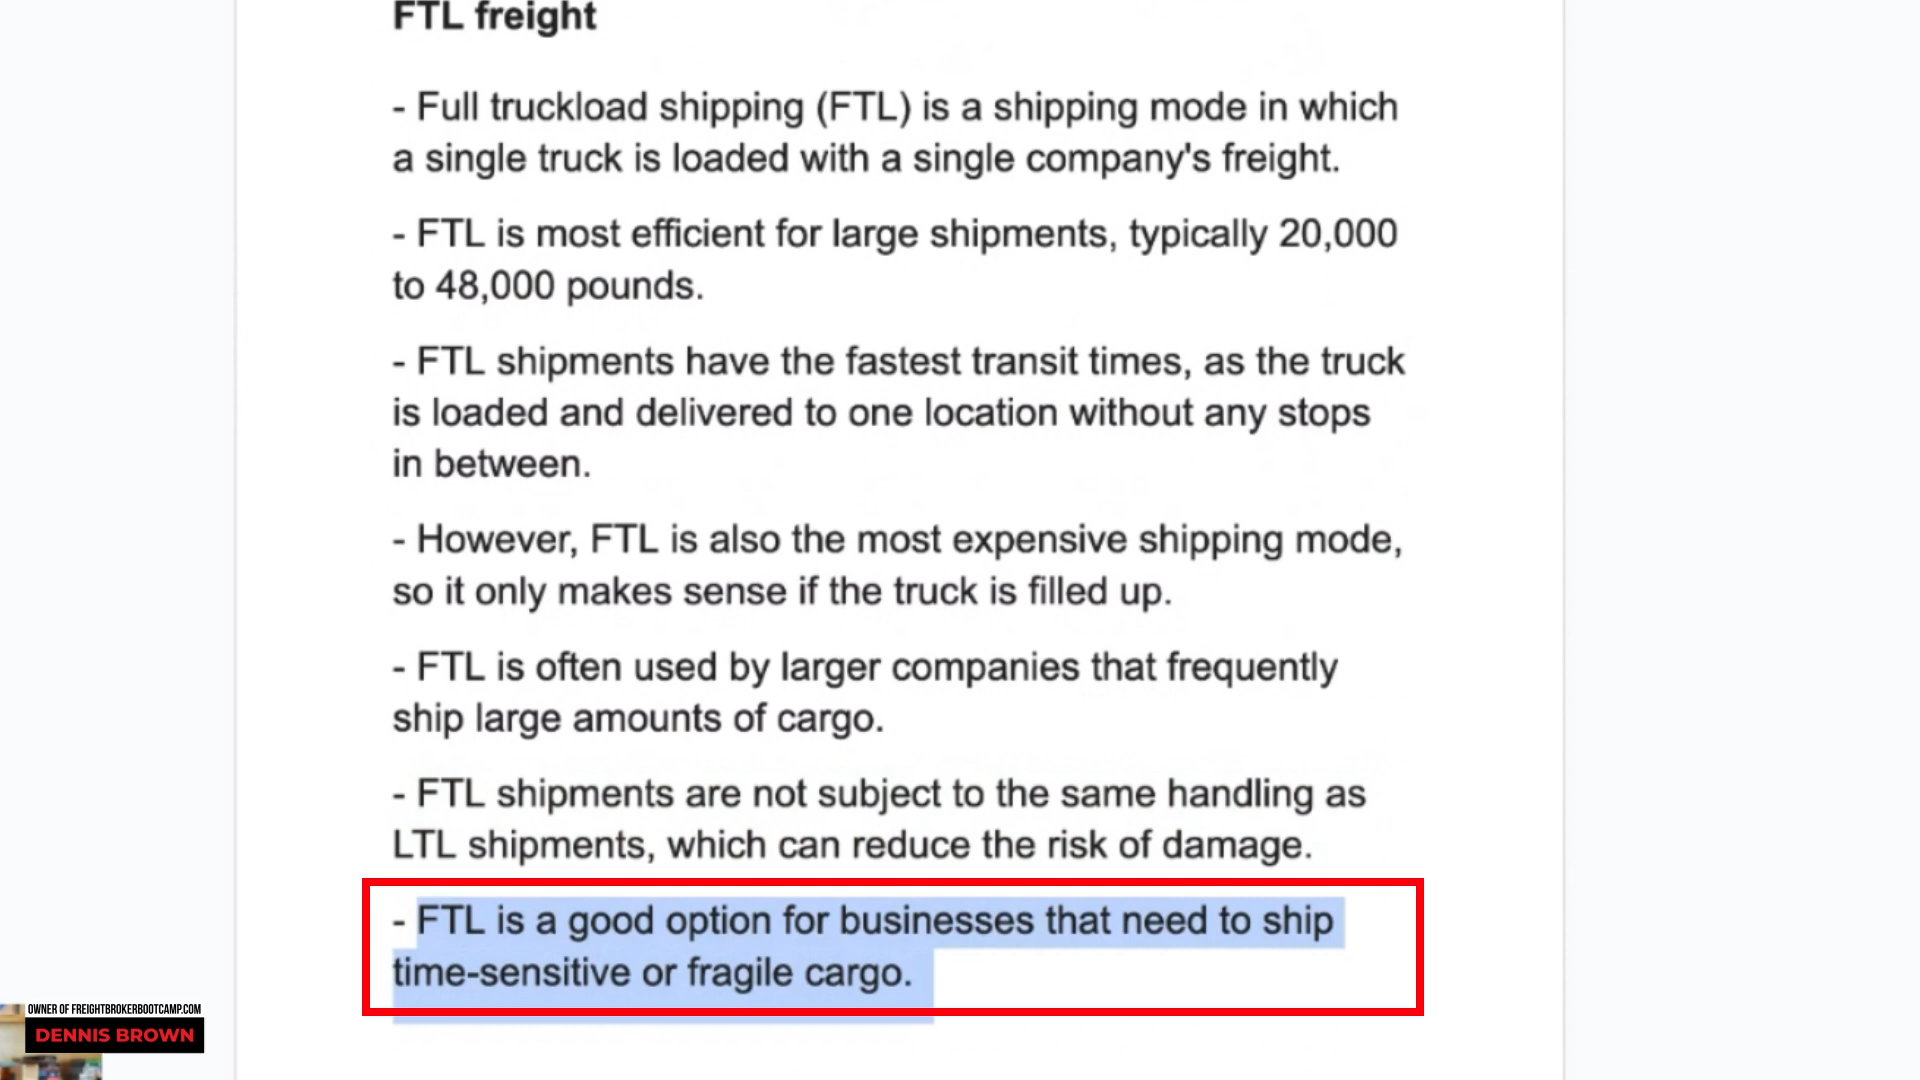 FTL freight
- Full truckload shipping (FTL) is a shipping mode in which
a single truck is loaded with a single company's freight.
- FTL is most efficient for large shipments, typically 20,000
to 48,000 pounds.
- FTL shipments have the fastest transit times, as the truck
is loaded and delivered to one location without any stops
in between.
- However, FTL is also the most expensive shipping mode,
so it only makes sense if the truck is filled up.
- FTL is often used by larger companies that frequently
ship large amounts of cargo.
- FTL shipments are not subject to the same handling as
LTL shipments, which can reduce the risk of damage.
- FTL is a good option for businesses that need to ship
time-sensitive or fragile cargo.
OWNER OF FREIGHTBROKERBOOTCAMP.COM
DENNIS BROWN